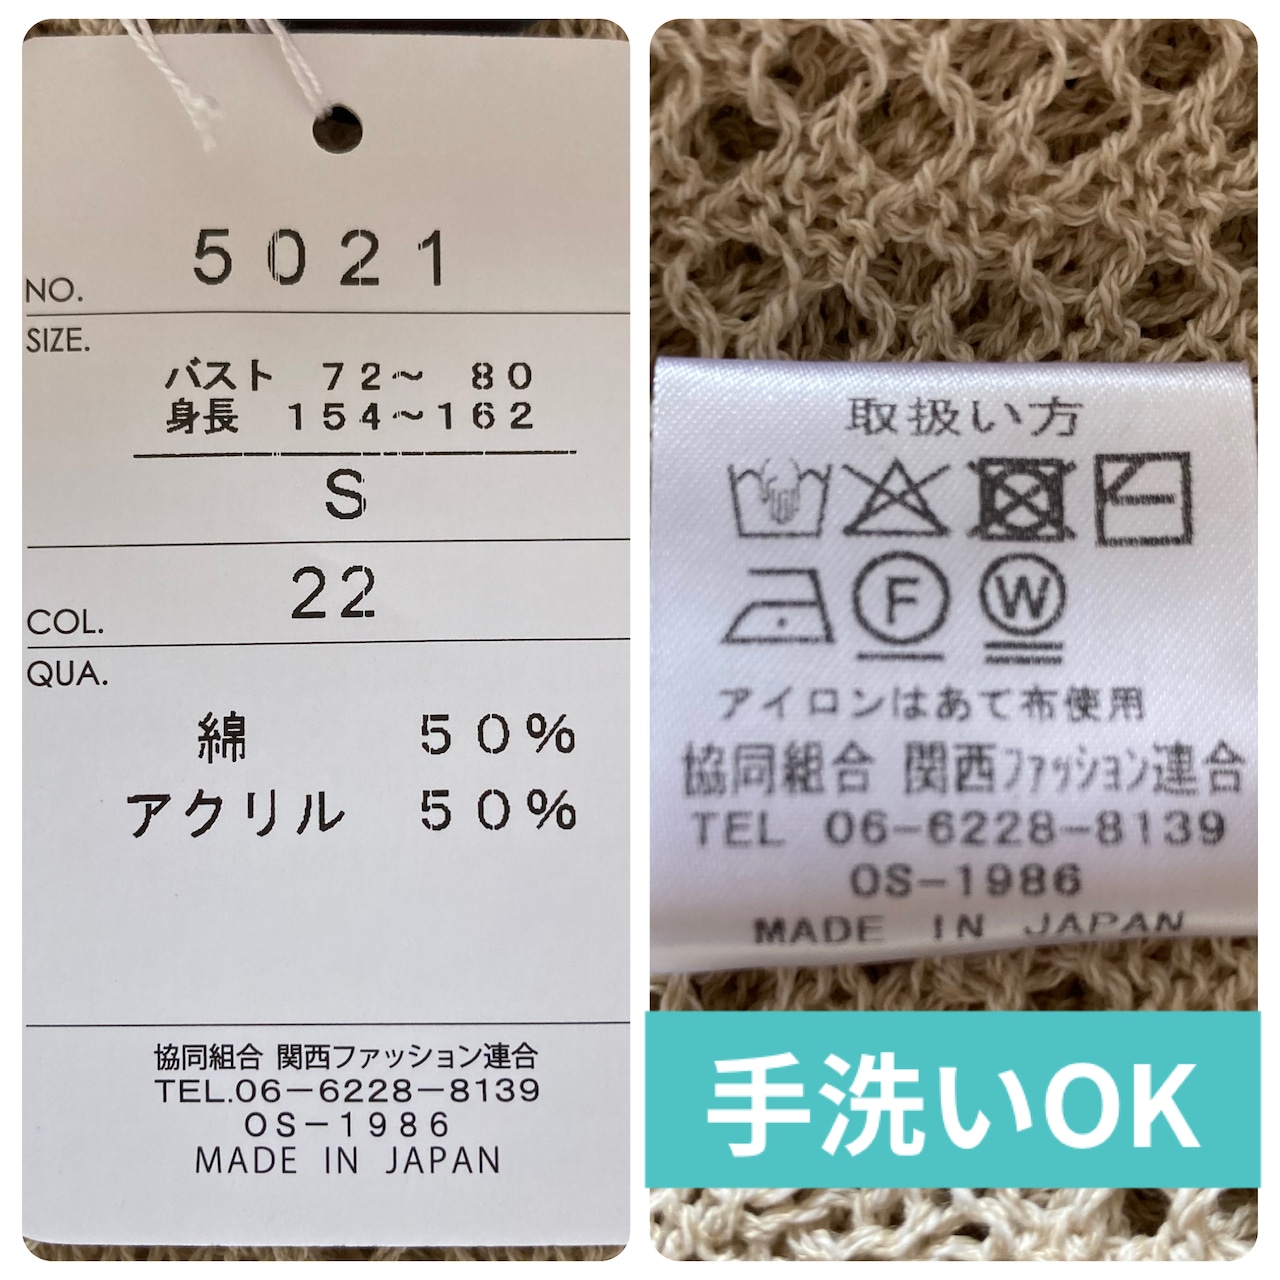 NO. 5021
SIZE.
バスト 72～ 80
身長 154～162
S
COL. 22
QUA.
綿 50%
アクリル 50%
協同組合 関西ファッション連合
TEL.06－6228－8139
OS－1986
MADE IN JAPAN
取扱い方
F W
アイロンはあて布使用
協同組合 関西ファッション連合
TEL 06－6228－8139
OS－1986
MADE IN JAPAN
手洗いOK